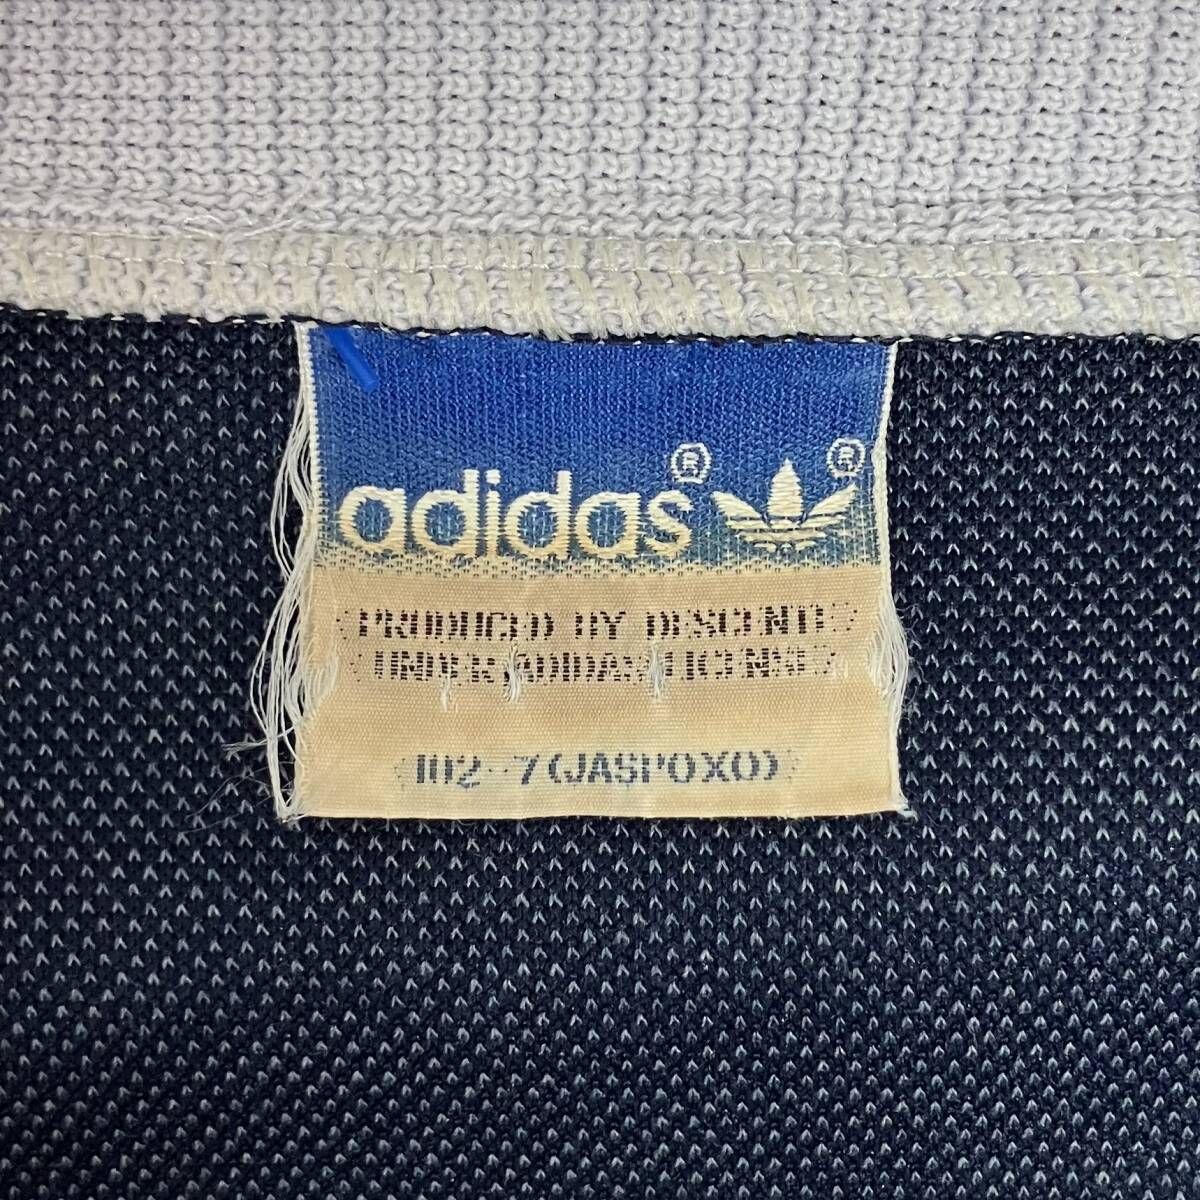 adidas® ®
PRODUCED BY DESCENTE
UNDER ADIDAS LICENSE
102-7(JASPOXO)